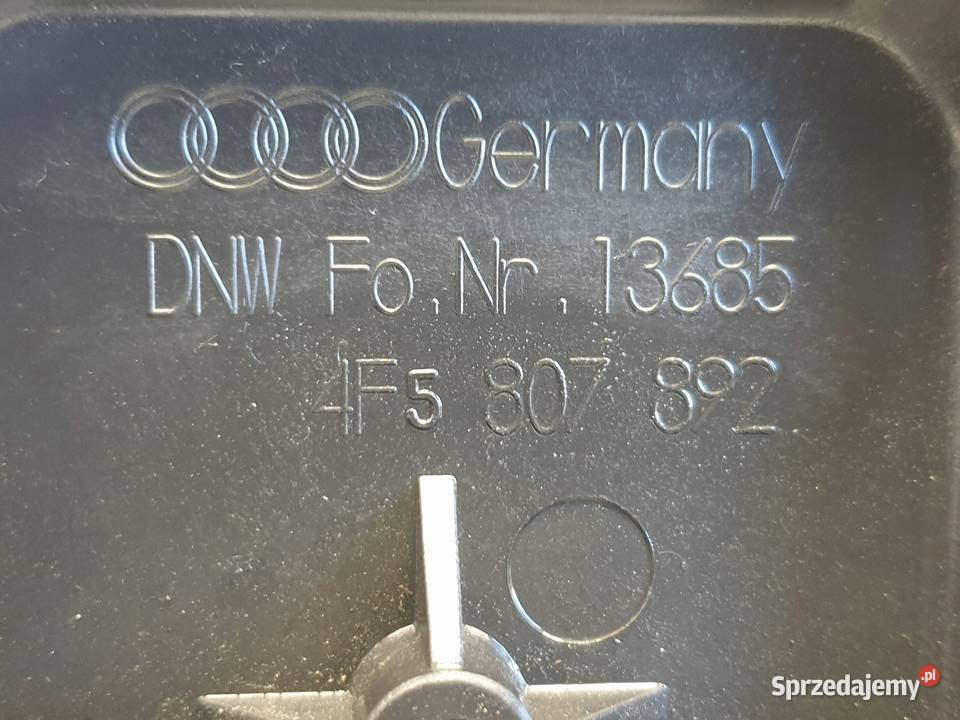 Germany
DNW Fo.Nr.13685
4F5 807 892
Sprzedajemy.pl